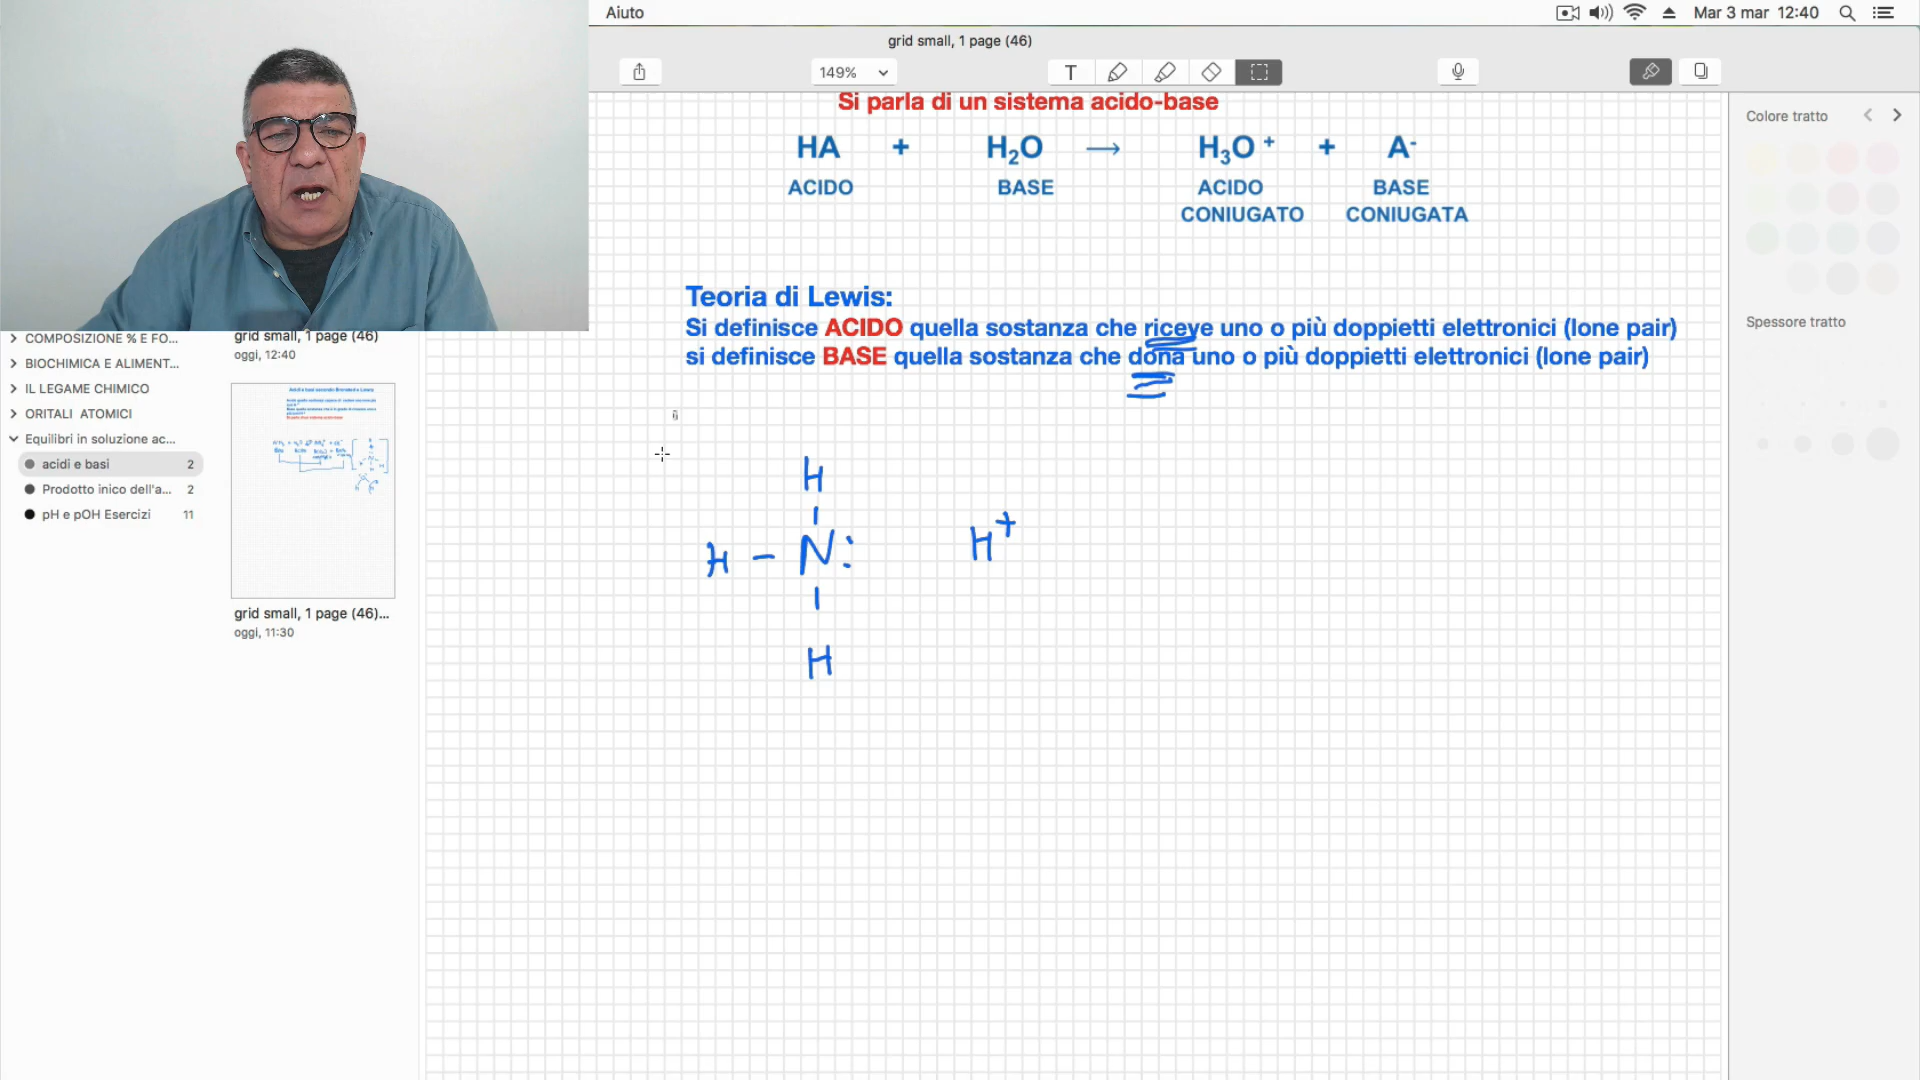 Aiuto
Mar 3 mar 12:40
grid small, 1 page (46)
149%
T
Si parla di un sistema acido-base
HA + H₂O → H₃O + + A-
ACIDO BASE ACIDO CONIUGATO BASE CONIUGATA
Teoria di Lewis:
Si definisce ACIDO quella sostanza che riceve uno o più doppietti elettronici (lone pair)
si definisce BASE quella sostanza che dona uno o più doppietti elettronici (lone pair)
H
H - N: H+
H
COMPOSIZIONE % E FO...
BIOCHIMICA E ALIMENT...
IL LEGAME CHIMICO
ORITALI ATOMICI
Equilibri in soluzione ac...
acidi e basi 2
Prodotto inico dell'a... 2
pH e pOH Esercizi 11
grid small, 1 page (46)
oggi, 12:40
grid small, 1 page (46)...
oggi, 11:30
Colore tratto
Spessore tratto